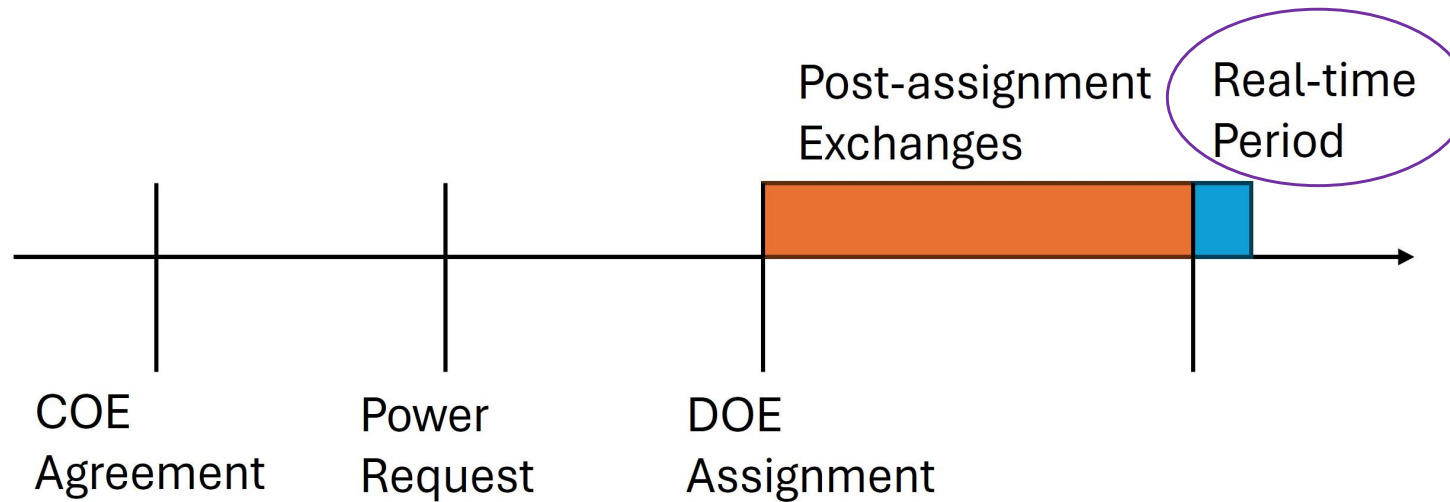 Post-assignment
Exchanges
Real-time
Period
COE
Agreement
Power
Request
DOE
Assignment